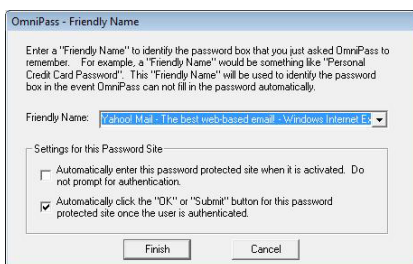 OmniPass - Friendly Name
Enter a "Friendly Name" to identify the password box that you just asked OmniPass to
remember. For example, a "Friendly Name" would be something like "Personal
Credit Card Password". This "Friendly Name" will be used to identify the password
box in the event OmniPass can not fill in the password automatically.
Friendly Name: Yahoo! Mail - The best web-based email! - Windows Internet Ex
Settings for this Password Site
Automatically enter this password protected site when it is activated. Do
not prompt for authentication.
Automatically click the "OK" or "Submit" button for this password
protected site once the user is authenticated.
Finish Cancel